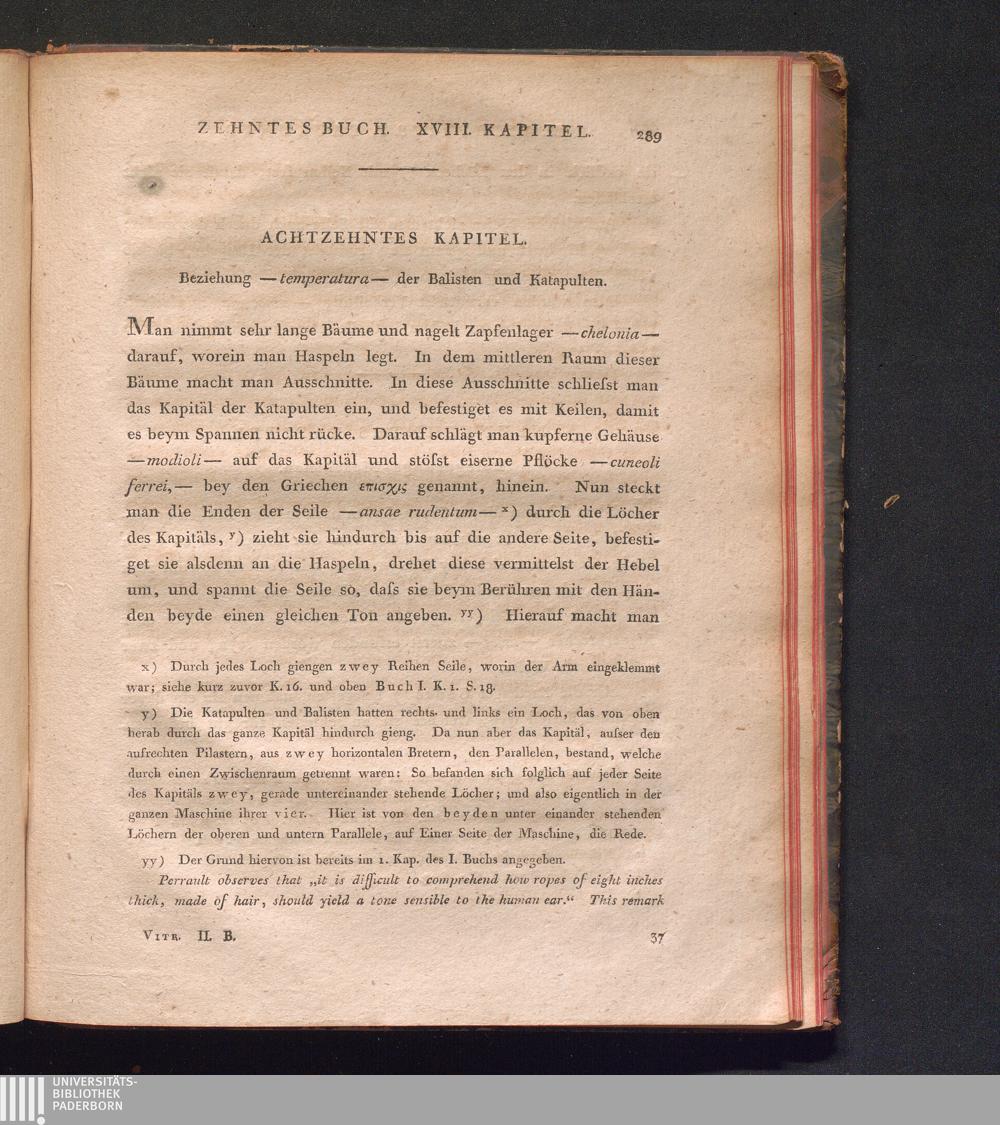 ZEHNTES BUCH. XVIII. KAPITEL. 289
ACHTZEHNTES KAPITEL.
Beziehung — temperatura — der Balisten und Katapulten.
Man nimmt sehr lange Bäume und nagelt Zapfenlager — chelonia —
darauf, worein man Haspeln legt. In dem mittleren Raum dieser
Bäume macht man Ausschnitte. In diese Ausschnitte schliefst man
das Kapitäl der Katapulten ein, und befestiget es mit Keilen, damit
es beym Spannen nicht rücke. Darauf schlägt man kupferne Gehäuse
— modioli — auf das Kapitäl und stöfst eiserne Pflöcke — cuneoli
ferrei, — bey den Griechen επισχις genannt, hinein. Nun steckt
man die Enden der Seile — ansae rudentum — x) durch die Löcher
des Kapitäls, y) zieht sie hindurch bis auf die andere Seite, befesti-
get sie alsdenn an die Haspeln, drehet diese vermittelst der Hebel
um, und spannt die Seile so, dafs sie beym Berühren mit den Hän-
den beyde einen gleichen Ton angeben. yy) Hierauf macht man
x) Durch jedes Loch giengen zwey Reihen Seile, worin der Arm eingeklemmt
war; siehe kurz zuvor K. 16. und oben Buch I. K. 1. S. 18.
y) Die Katapulten und Balisten hatten rechts- und links ein Loch, das von oben
herab durch das ganze Kapitäl hindurch gieng. Da nun aber das Kapitäl, aufser den
aufrechten Pilastern, aus zwey horizontalen Bretern, den Parallelen, bestand, welche
durch einen Zwischenraum getrennt waren: So befanden sich folglich auf jeder Seite
des Kapitäls zwey, gerade untereinander stehende Löcher; und also eigentlich in der
ganzen Maschine ihrer vier. Hier ist von den beyden unter einander stehenden
Löchern der oberen und untern Parallele, auf Einer Seite der Maschine, die Rede.
yy) Der Grund hiervon ist bereits im 1. Kap. des I. Buchs angegeben.
Perrault observes that „it is difficult to comprehend how ropes of eight inches
thick, made of hair, should yield a tone sensible to the human ear.“ This remark
VITR. II. B. 37
UNIVERSITÄTS-
BIBLIOTHEK
PADERBORN